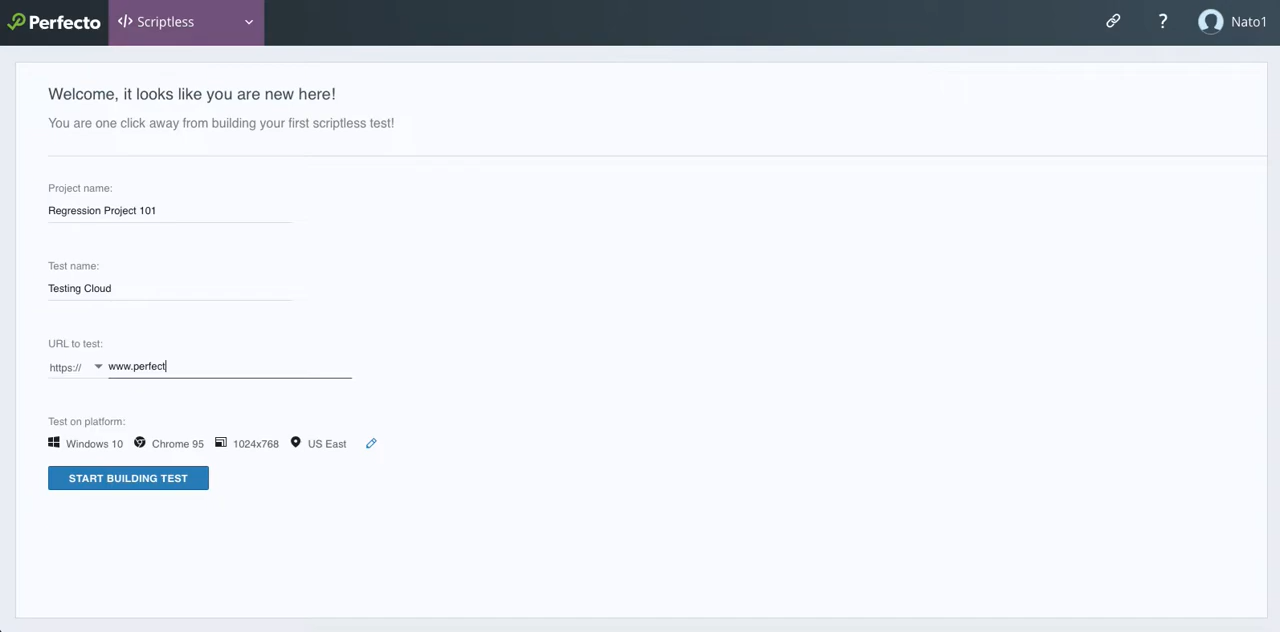 Perfecto </> Scriptless ? Nato1
Welcome, it looks like you are new here!
You are one click away from building your first scriptless test!
Project name:
Regression Project 101
Test name:
Testing Cloud
URL to test:
https:// www.perfect
Test on platform:
Windows 10 Chrome 95 1024x768 US East
START BUILDING TEST